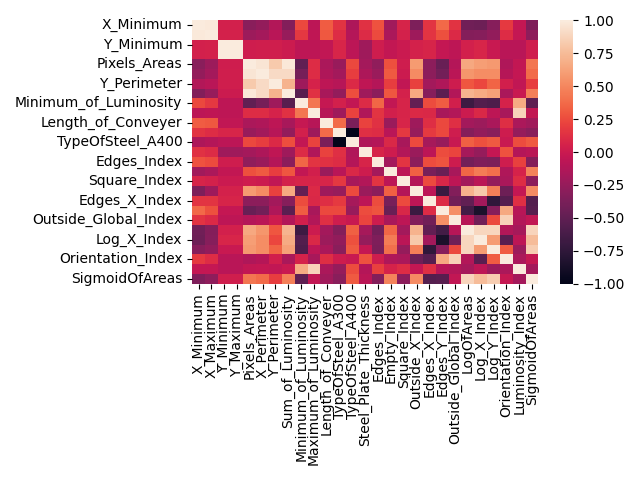 X_Minimum
Y_Minimum
Pixels_Areas
Y_Perimeter
Minimum_of_Luminosity
Length_of_Conveyer
TypeOfSteel_A400
Edges_Index
Square_Index
Edges_X_Index
Outside_Global_Index
Log_X_Index
Orientation_Index
SigmoidOfAreas
1.00
0.75
0.50
0.25
0.00
−0.25
−0.50
−0.75
−1.00
X_Minimum
X_Maximum
Y_Minimum
Y_Maximum
Pixels_Areas
X_Perimeter
Y_Perimeter
Sum_of_Luminosity
Minimum_of_Luminosity
Maximum_of_Luminosity
Length_of_Conveyer
TypeOfSteel_A300
TypeOfSteel_A400
Steel_Plate_Thickness
Edges_Index
Empty_Index
Square_Index
Outside_X_Index
Edges_X_Index
Edges_Y_Index
Outside_Global_Index
LogOfAreas
Log_X_Index
Log_Y_Index
Orientation_Index
Luminosity_Index
SigmoidOfAreas